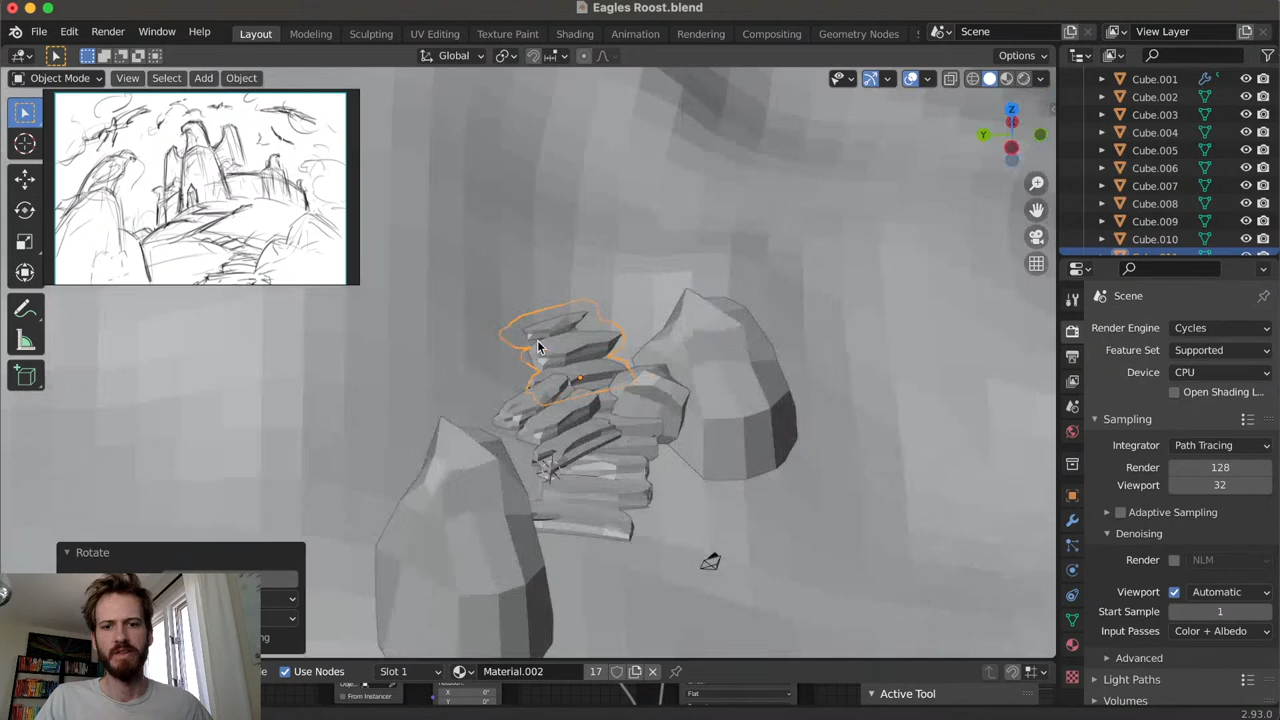 Eagles Roost.blend
File Edit Render Window Help Layout Modeling Sculpting UV Editing Texture Paint Shading Animation Rendering Compositing Geometry Nodes Scene View Layer
Global Options
Object Mode View Select Add Object
Z
Y
Cube.001
Cube.002
Cube.003
Cube.004
Cube.005
Cube.006
Cube.007
Cube.008
Cube.009
Cube.010
Scene
Render Engine Cycles
Feature Set Supported
Device CPU
Open Shading L...
Sampling
Integrator Path Tracing
Render 128
Viewport 32
Adaptive Sampling
Denoising
Render NLM
Viewport Automatic
Start Sample 1
Input Passes Color + Albedo
Advanced
Light Paths
Volumes
Rotate
Use Nodes Slot 1 Material.002 17
From Instancer
X 0°
Y 0°
Flat
Active Tool
2.93.0